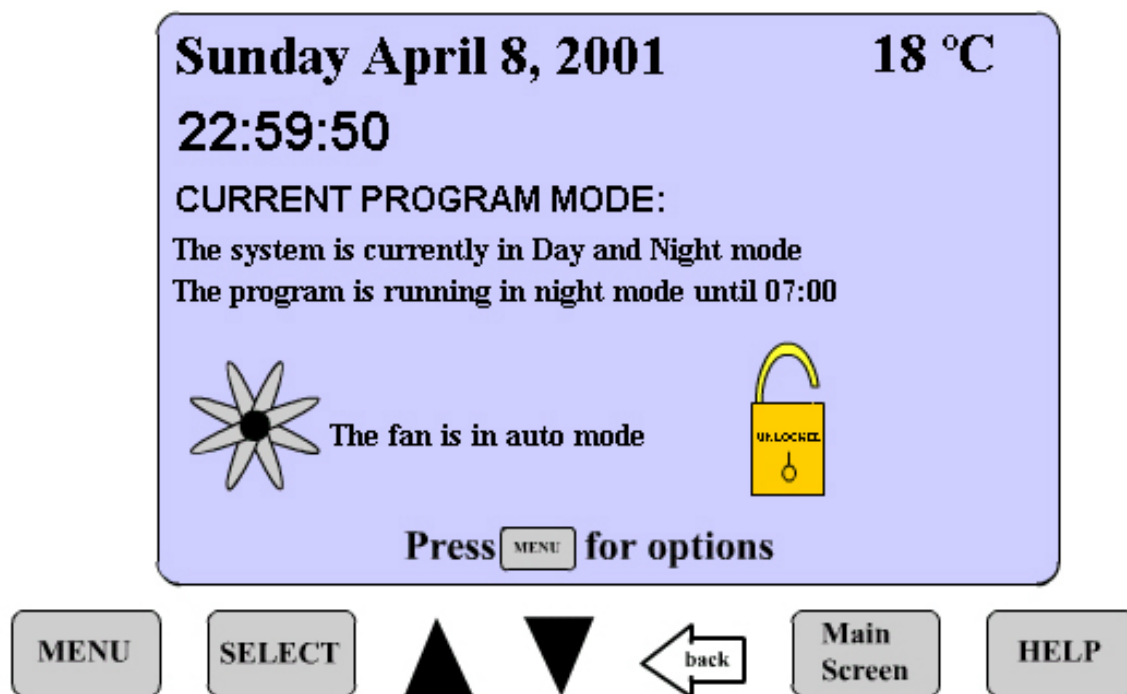 Sunday April 8, 2001 18 °C
22:59:50
CURRENT PROGRAM MODE:
The system is currently in Day and Night mode
The program is running in night mode until 07:00
UNLOCKED
The fan is in auto mode
Press MENU for options
MENU SELECT back Main Screen HELP